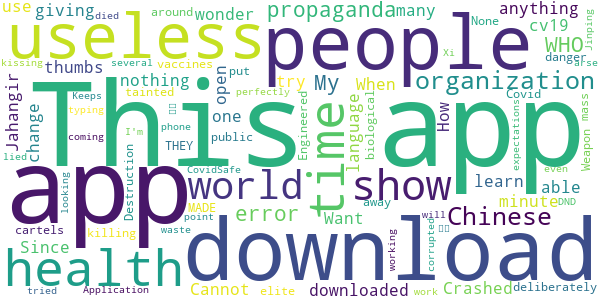 use several around wonder propaganda many anything
giving died None Xi Jinping
kissing useless people cv19
thumbs vaccines WHO danger arse
Jahangir nothing tainted open put try My When organization
change Keeps perfectly
typing This app
coming phone one public time language biological Engineered How Covid expectations Weapon mass
lied THEY learn able
looking Destruction I'm CovidSafe
app world show minute even DND
MADE error Want away Chinese
cartels point download working will
Since killing corrupted
health waste
Cannot elite downloaded work Crashed deliberately
tried Application